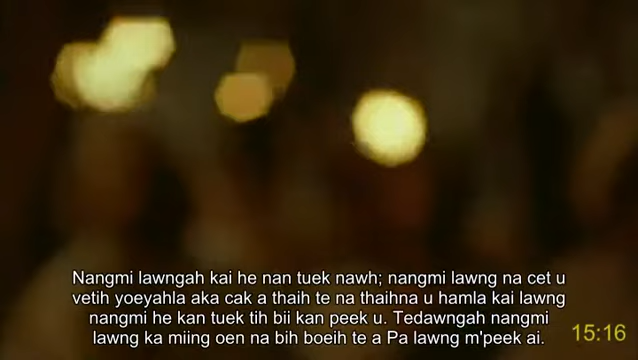 Nangmi lawngah kai he nan tuek nawh; nangmi lawng na cet u
vetih yoeyahla aka cak a thaih te na thaihna u hamla kai lawng
nangmi he kan tuek tih bii kan peek u. Tedawngah nangmi
lawng ka miing oen na bih boeih te a Pa lawng m'peek ai.
15:16